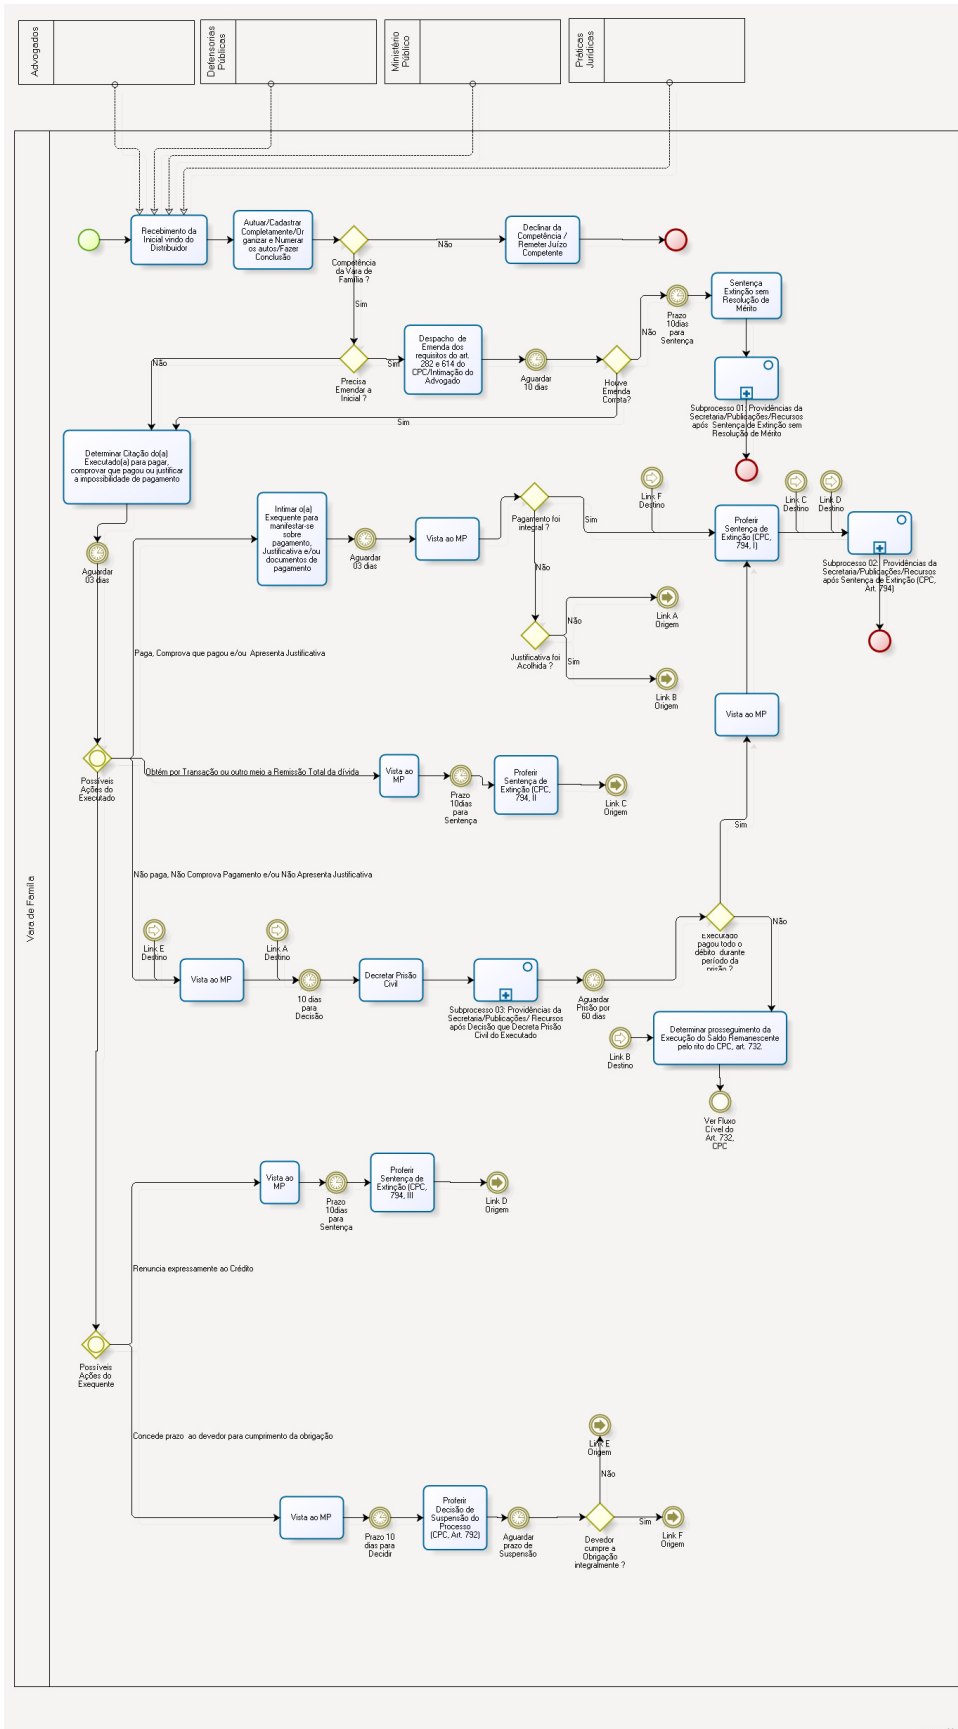 Advogados
Defensorias
Públicas
Ministério
Público
Práticas
Jurídicas
Vara de Família
Recebimento da
Inicial vindo do
Distribuidor
Autuar/Cadastrar
Completamente/Or
ganizar e Numerar
os autos/Fazer
Conclusão
Competência
da Vara de
Família ?
Não
Declinar da
Competência /
Remeter Juízo
Competente
Sim
Precisa
Emendar a
Inicial ?
Não
Sim
Despacho de
Emenda dos
requisitos do art.
282 e 614 do
CPC/Intimação do
Advogado
Aguardar
10 dias
Houve
Emenda
Correta?
Não
Sim
Prazo
10dias
para
Sentença
Sentença
Extinção sem
Resolução de
Mérito
Subprocesso 01: Providências da
Secretaria/Publicações/Recursos
após Sentença de Extinção sem
Resolução de Mérito
Determinar Citação do(a)
Executado(a) para pagar,
comprovar que pagou ou justificar
a impossibilidade de pagamento
Aguardar
03 dias
Intimar o(a)
Exequente para
manifestar-se
sobre
pagamento,
Justificativa e/ou
documentos de
pagamento
Aguardar
03 dias
Vista ao MP
Pagamento foi
integral ?
Sim
Não
Link F
Destino
Proferir
Sentença de
Extinção (CPC,
794, I)
Link C
Destino
Link D
Destino
Subprocesso 02: Providências da
Secretaria/Publicações/Recursos
após Sentença de Extinção (CPC,
Art. 794)
Justificativa foi
Acolhida ?
Não
Link A
Origem
Sim
Link B
Origem
Paga, Comprova que pagou e/ou Apresenta Justificativa
Vista ao MP
Possíveis
Ações do
Executado
Obtém por Transação ou outro meio a Remissão Total da dívida
Vista ao
MP
Prazo
10dias
para
Sentença
Proferir
Sentença de
Extinção (CPC,
794, II
Link C
Origem
Sim
Não paga, Não Comprova Pagamento e/ou Não Apresenta Justificativa
Link E
Destino
Vista ao MP
Link A
Destino
10 dias
para
Decisão
Decretar Prisão
Civil
Subprocesso 03: Providências da
Secretaria/Publicações/ Recursos
após Decisão que Decreta Prisão
Civil do Executado
Aguardar
Prisão por
60 dias
Executado
pagou todo o
débito durante
período da
prisão ?
Não
Link B
Destino
Determinar prosseguimento da
Execução do Saldo Remanescente
pelo rito do CPC, art. 732.
Ver Fluxo
Cível do
Art. 732,
CPC
Vista ao
MP
Prazo
10dias
para
Sentença
Proferir
Sentença de
Extinção (CPC,
794, III
Link D
Origem
Renuncia expressamente ao Crédito
Possíveis
Ações do
Exequente
Concede prazo ao devedor para cumprimento da obrigação
Vista ao MP
Prazo 10
dias para
Decidir
Proferir
Decisão de
Suspensão do
Processo
(CPC, Art. 792)
Aguardar
prazo de
Suspensão
Link E
Origem
Não
Devedor
cumpre a
Obrigação
integralmente ?
Sim
Link F
Origem